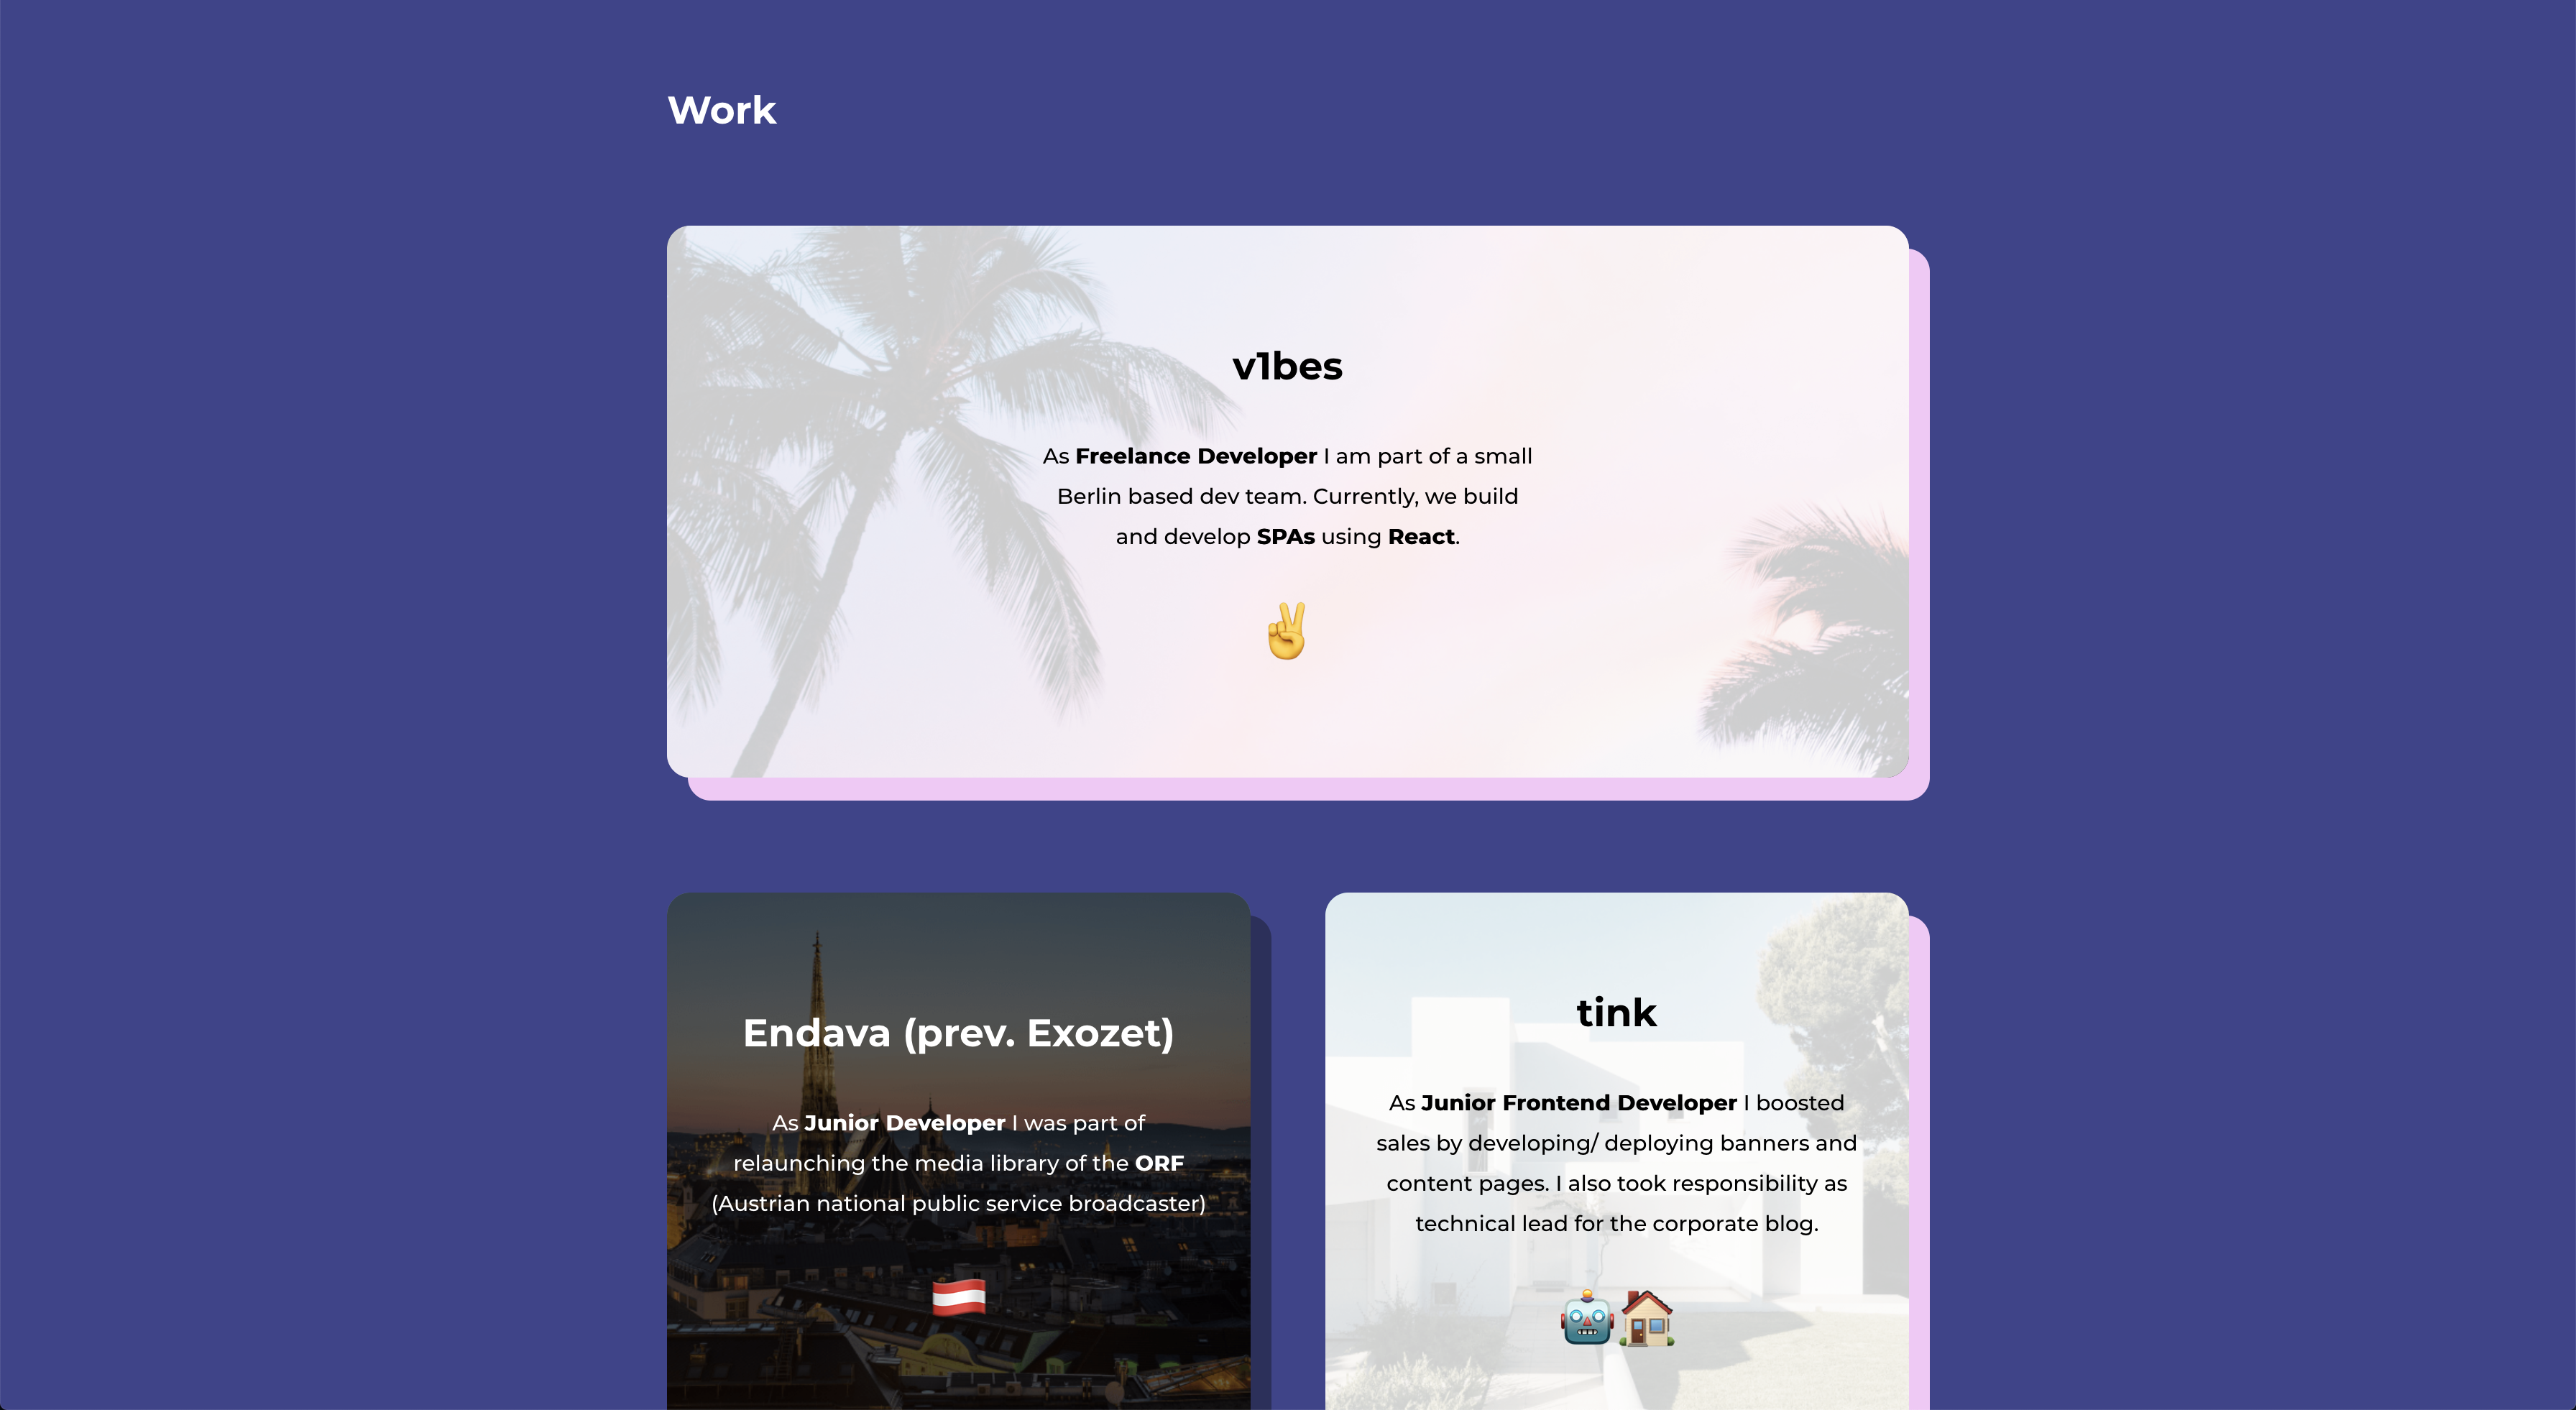 Work
v1bes
As Freelance Developer I am part of a small
Berlin based dev team. Currently, we build
and develop SPAs using React.
Endava (prev. Exozet)
As Junior Developer I was part of
relaunching the media library of the ORF
(Austrian national public service broadcaster)
tink
As Junior Frontend Developer I boosted
sales by developing/ deploying banners and
content pages. I also took responsibility as
technical lead for the corporate blog.